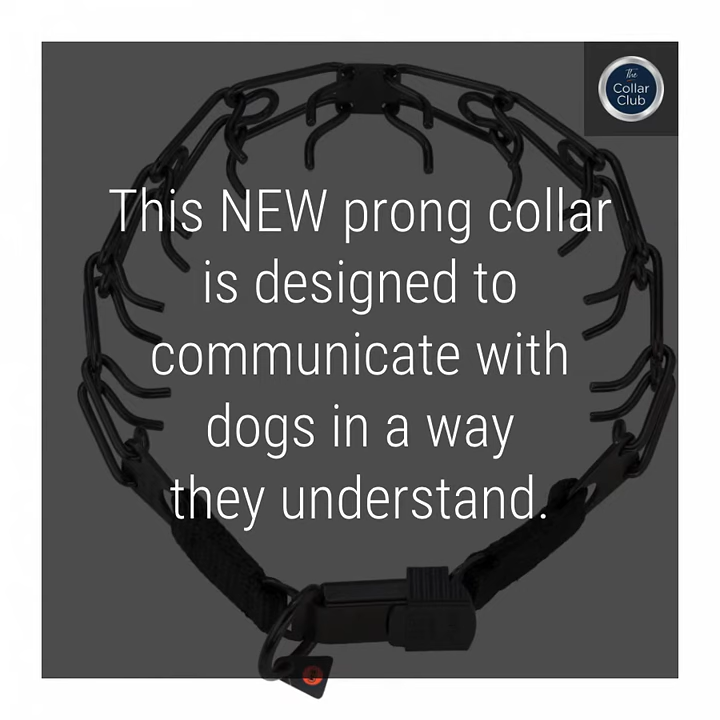 The
Collar
Club
This NEW prong collar
is designed to
communicate with
dogs in a way
they understand.